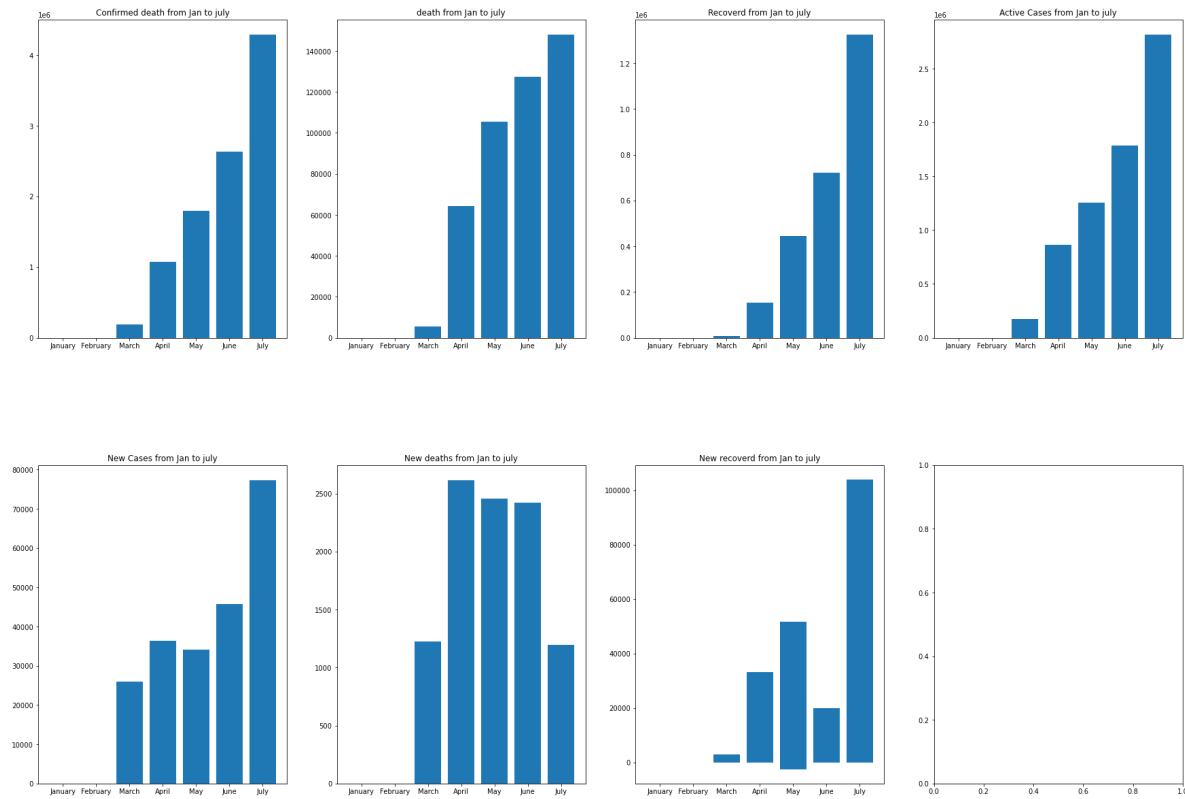 Confirmed death from Jan to july
1e6
4
3
2
1
0
January February March April May June July
death from Jan to july
140000
120000
100000
80000
60000
40000
20000
0
January February March April May June July
Recoverd from Jan to july
1e6
1.2
1.0
0.8
0.6
0.4
0.2
0.0
January February March April May June July
Active Cases from Jan to july
1e6
2.5
2.0
1.5
1.0
0.5
0.0
January February March April May June July
New Cases from Jan to july
80000
70000
60000
50000
40000
30000
20000
10000
0
January February March April May June July
New deaths from Jan to july
2500
2000
1500
1000
500
0
January February March April May June July
New recoverd from Jan to july
100000
80000
60000
40000
20000
0
January February March April May June July
1.0
0.8
0.6
0.4
0.2
0.0
0.0 0.2 0.4 0.6 0.8 1.0